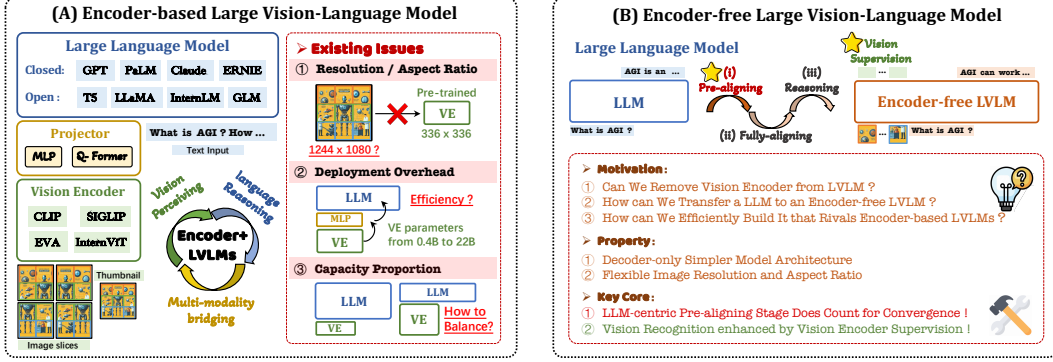 (A) Encoder-based Large Vision-Language Model
Large Language Model
Closed: GPT PaLM Claude ERNIE
Open : T5 LLaMA InternLM GLM
Projector
MLP Q- Former
What is AGI ? How ...
Text Input
Vision Encoder
CLIP SIGLIP
EVA InternViT
Vision Perceiving
language Reasoning
Encoder+
LVLMs
Multi-modality
bridging
Thumbnail
Image slices
➢ Existing Issues
① Resolution / Aspect Ratio
Pre-trained
VE
336 x 336
1244 x 1080 ?
② Deployment Overhead
LLM
MLP
VE
Efficiency ?
VE parameters
from 0.4B to 22B
③ Capacity Proportion
LLM
VE
LLM
VE
How to
Balance?
(B) Encoder-free Large Vision-Language Model
Large Language Model
AGI is an ...
LLM
What is AGI ?
(i)
Pre-aligning
(ii) Fully-aligning
(iii)
Reasoning
Vision
Supervision
... ...
AGI can work ...
Encoder-free LVLM
... What is AGI ?
➢ Motivation:
① Can We Remove Vision Encoder from LVLM ?
② How can We Transfer a LLM to an Encoder-free LVLM ?
③ How can We Efficiently Build It that Rivals Encoder-based LVLMs ?
➢ Property:
① Decoder-only Simpler Model Architecture
② Flexible Image Resolution and Aspect Ratio
➢ Key Core:
① LLM-centric Pre-aligning Stage Does Count for Convergence !
② Vision Recognition enhanced by Vision Encoder Supervision !